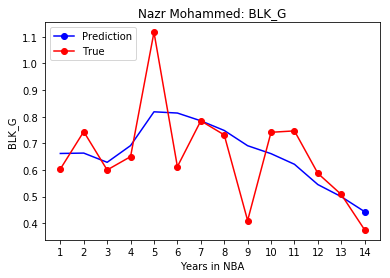 Nazr Mohammed: BLK_G
Prediction
True
1.1
1.0
0.9
0.8
0.7
0.6
0.5
0.4
BLK_G
1 2 3 4 5 6 7 8 9 10 11 12 13 14
Years in NBA